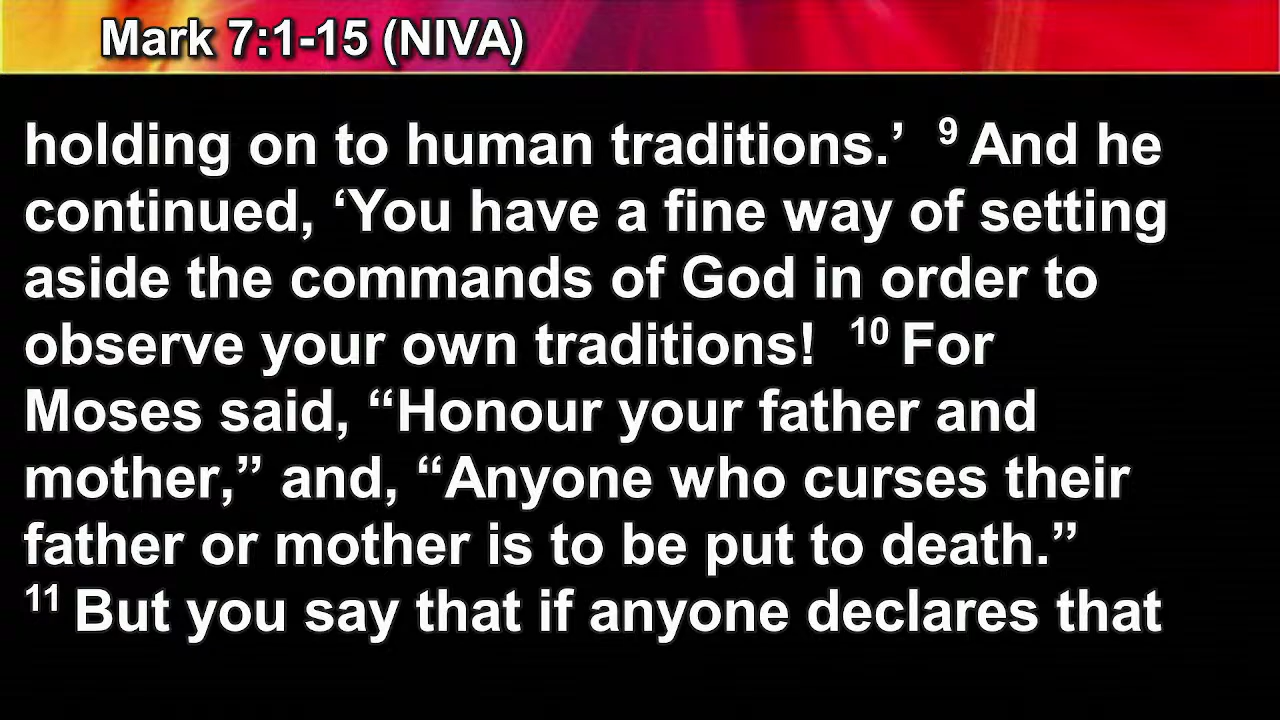 Mark 7:1-15 (NIVA)
holding on to human traditions.’ 9 And he
continued, ‘You have a fine way of setting
aside the commands of God in order to
observe your own traditions! 10 For
Moses said, “Honour your father and
mother,” and, “Anyone who curses their
father or mother is to be put to death.”
11 But you say that if anyone declares that